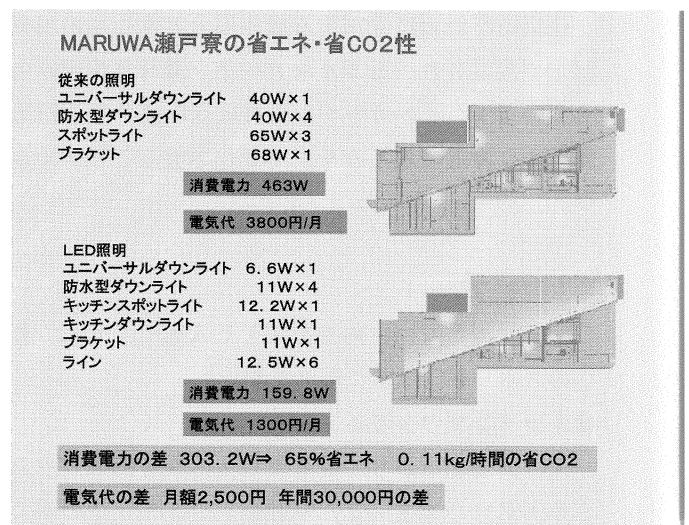 MARUWA瀬戸寮の省エネ・省CO2性
従来の照明
ユニバーサルダウンライト 40W×1
防水型ダウンライト 40W×4
スポットライト 65W×3
ブラケット 68W×1
消費電力 463W
電気代 3800円/月
LED照明
ユニバーサルダウンライト 6.6W×1
防水型ダウンライト 11W×4
キッチンスポットライト 12.2W×1
キッチンダウンライト 11W×1
ブラケット 11W×1
ライン 12.5W×6
消費電力 159.8W
電気代 1300円/月
消費電力の差 303.2W⇒ 65%省エネ 0.11kg/時間の省CO2
電気代の差 月額2,500円 年間30,000円の差